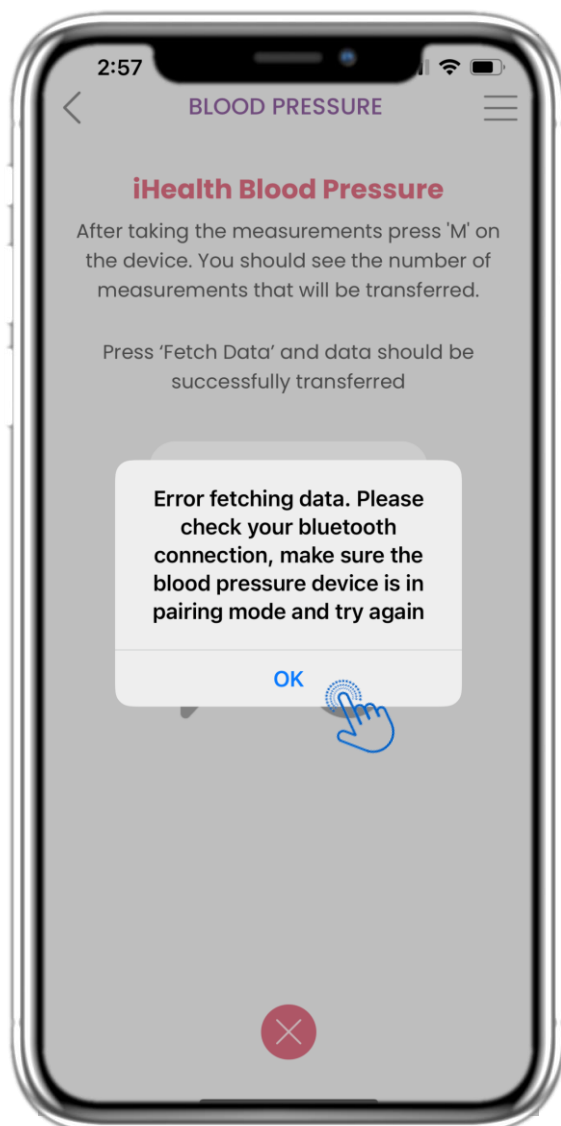 2:57
BLOOD PRESSURE
iHealth Blood Pressure
After taking the measurements press 'M' on
the device. You should see the number of
measurements that will be transferred.
Press ‘Fetch Data’ and data should be
successfully transferred
Error fetching data. Please
check your bluetooth
connection, make sure the
blood pressure device is in
pairing mode and try again
OK